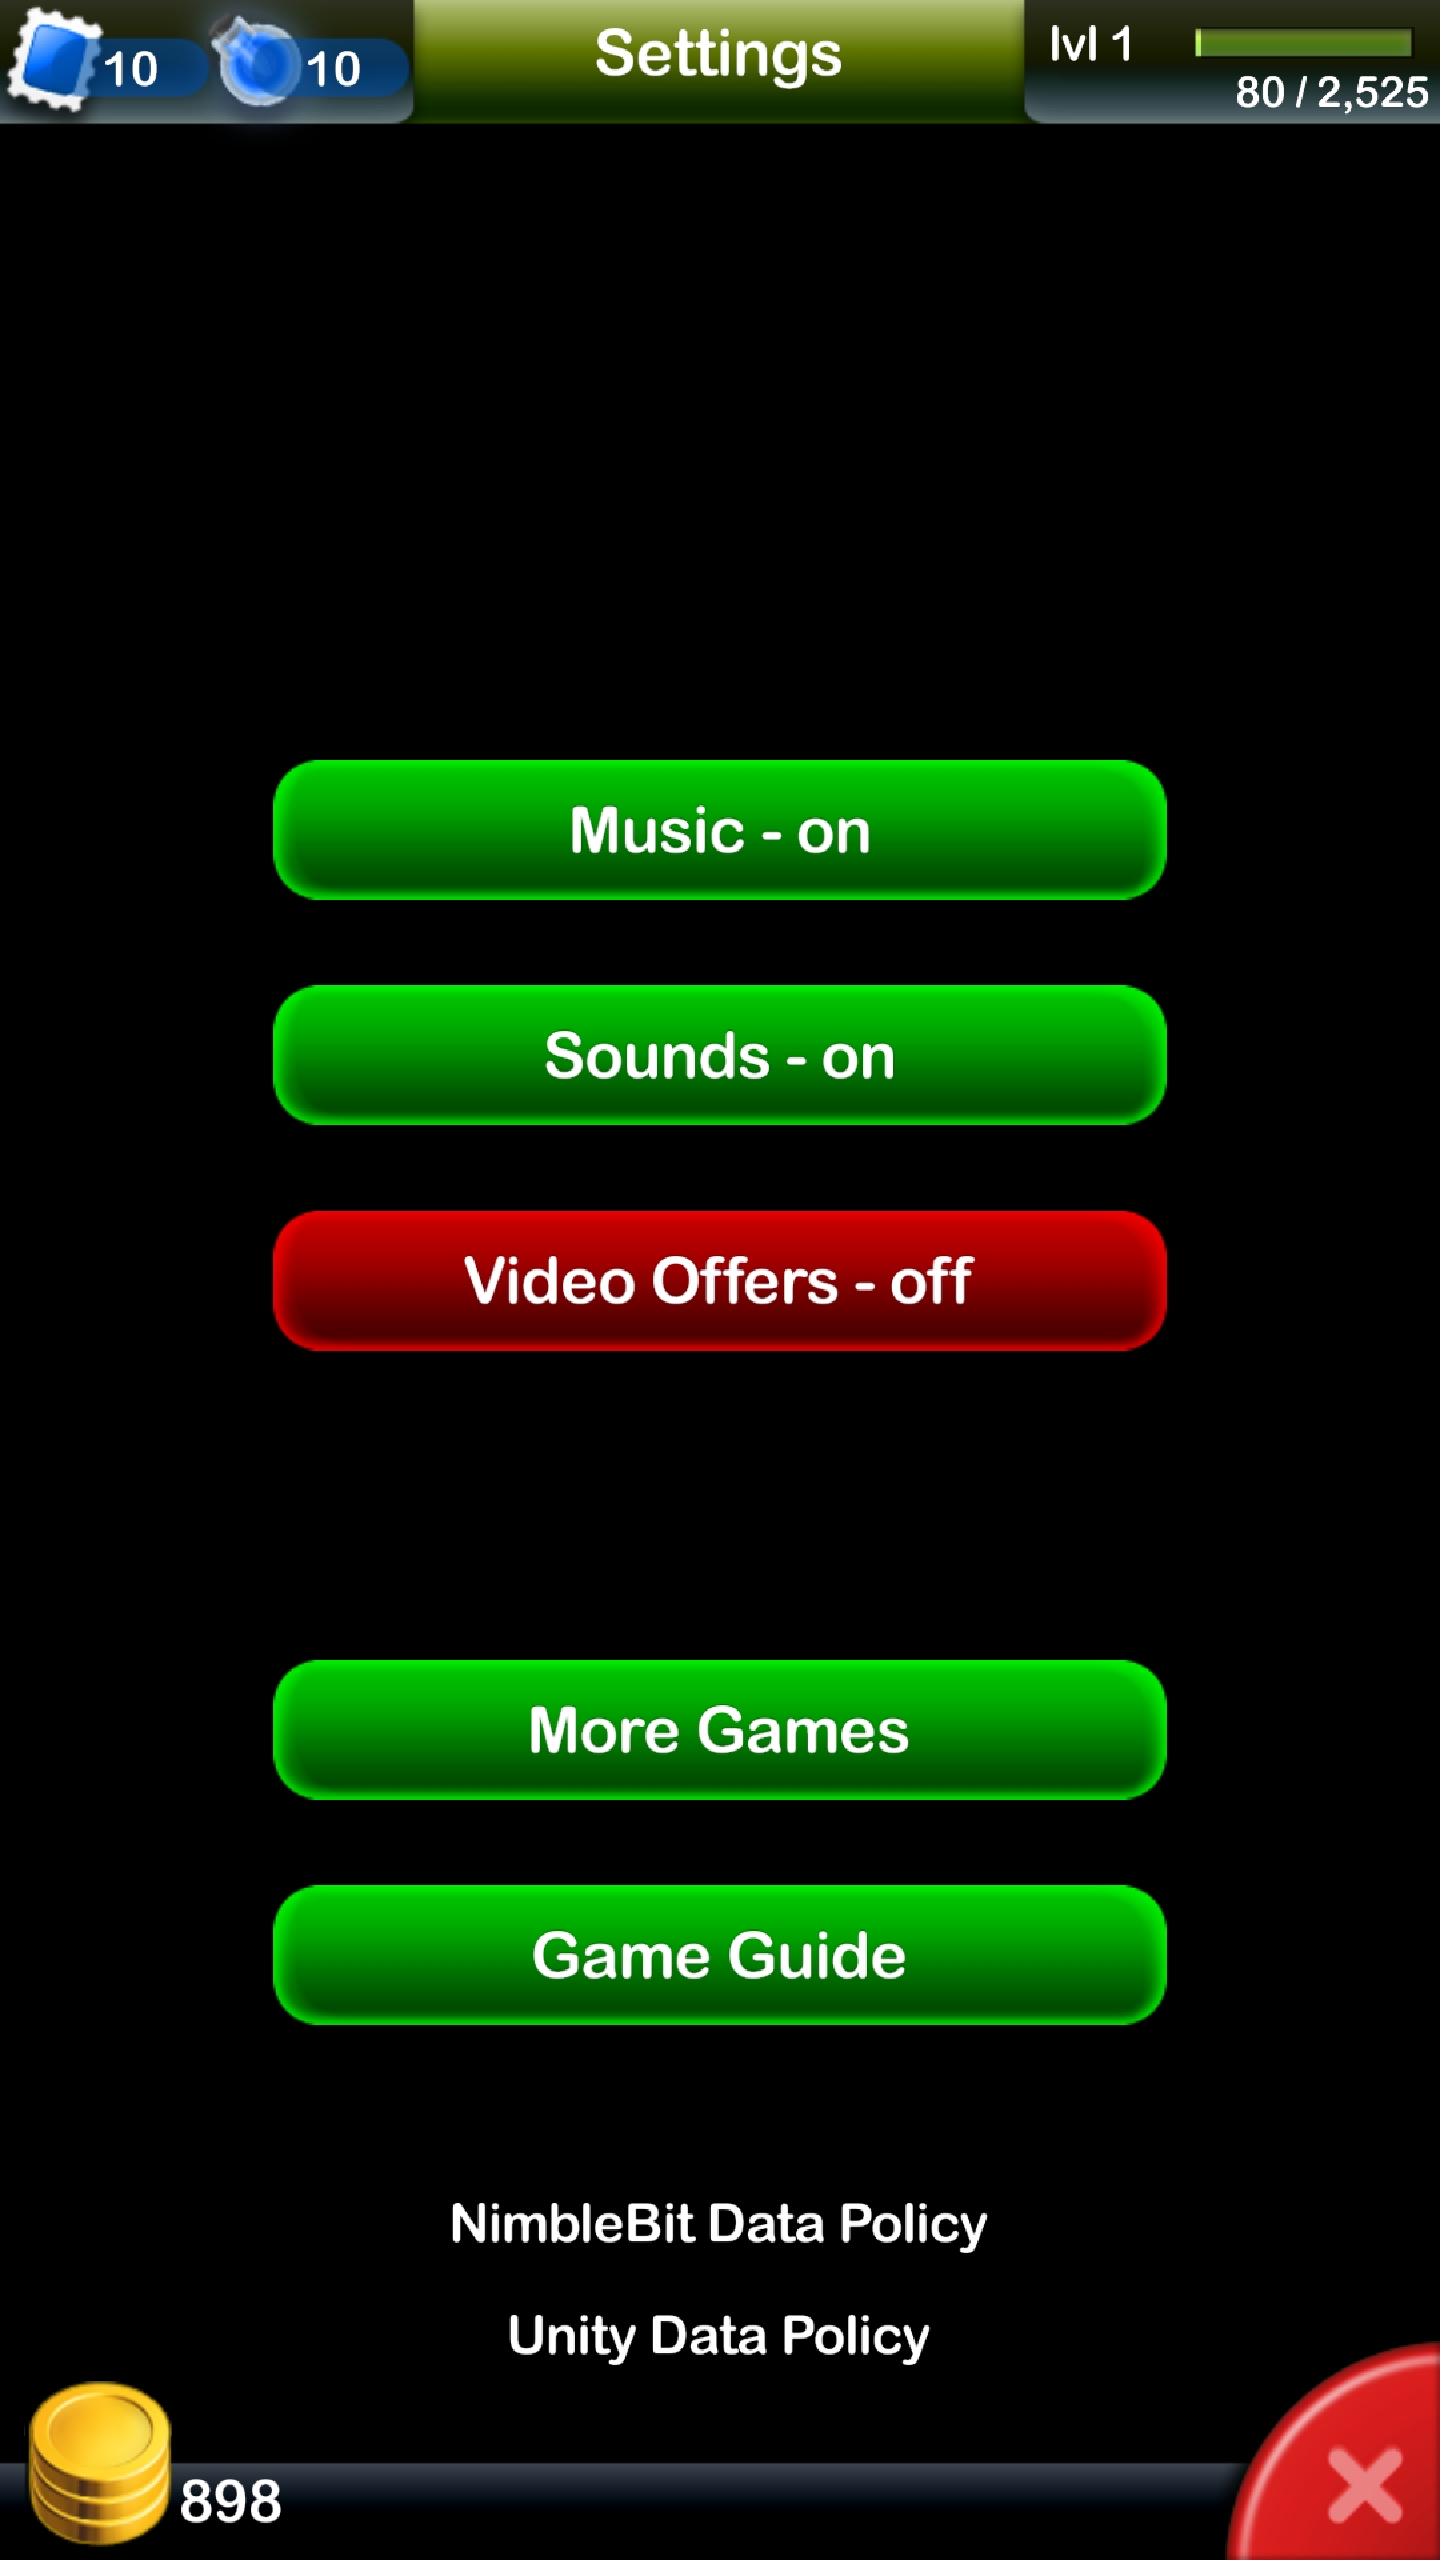 10
10
Settings
lvl 1
80 / 2,525
Music - on
Sounds - on
Video Offers - off
More Games
Game Guide
NimbleBit Data Policy
Unity Data Policy
898